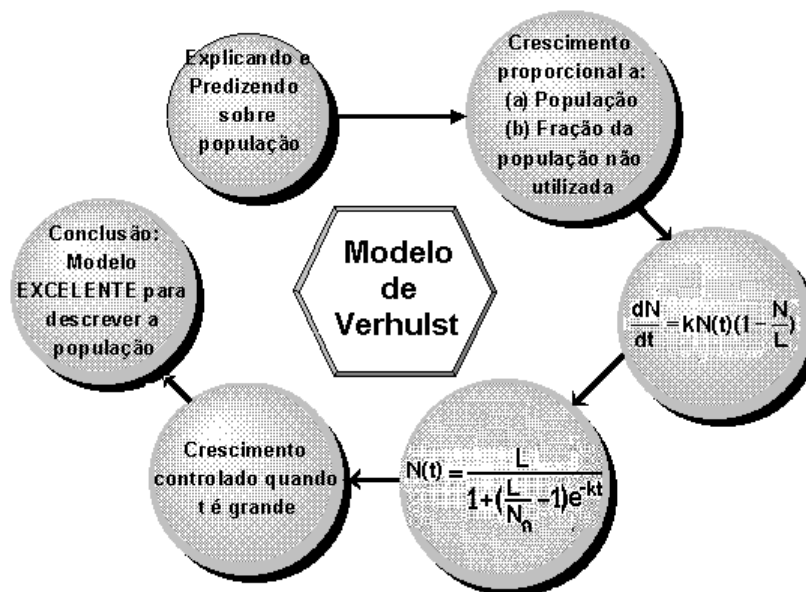 Explicando e
Predizendo
sobre
população
Crescimento
proporcional a:
(a) População
(b) Fração da
população não
utilizada
dN/dt = kN(t)(1 - N/L)
N(t) = L/(1+(L/N₀ -1)e^-kt)
Crescimento
controlado quando
t é grande
Conclusão:
Modelo
EXCELENTE para
descrever a
população
Modelo
de
Verhulst